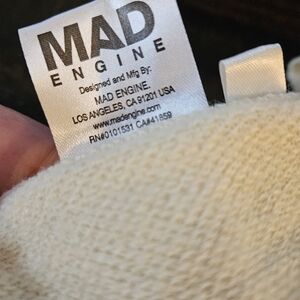 MAD
ENGINE
Designed and Mfg By:
MAD ENGINE.
LOS ANGELES, CA 91201 USA
www.madengine.com
RN#0101531 CA#41859